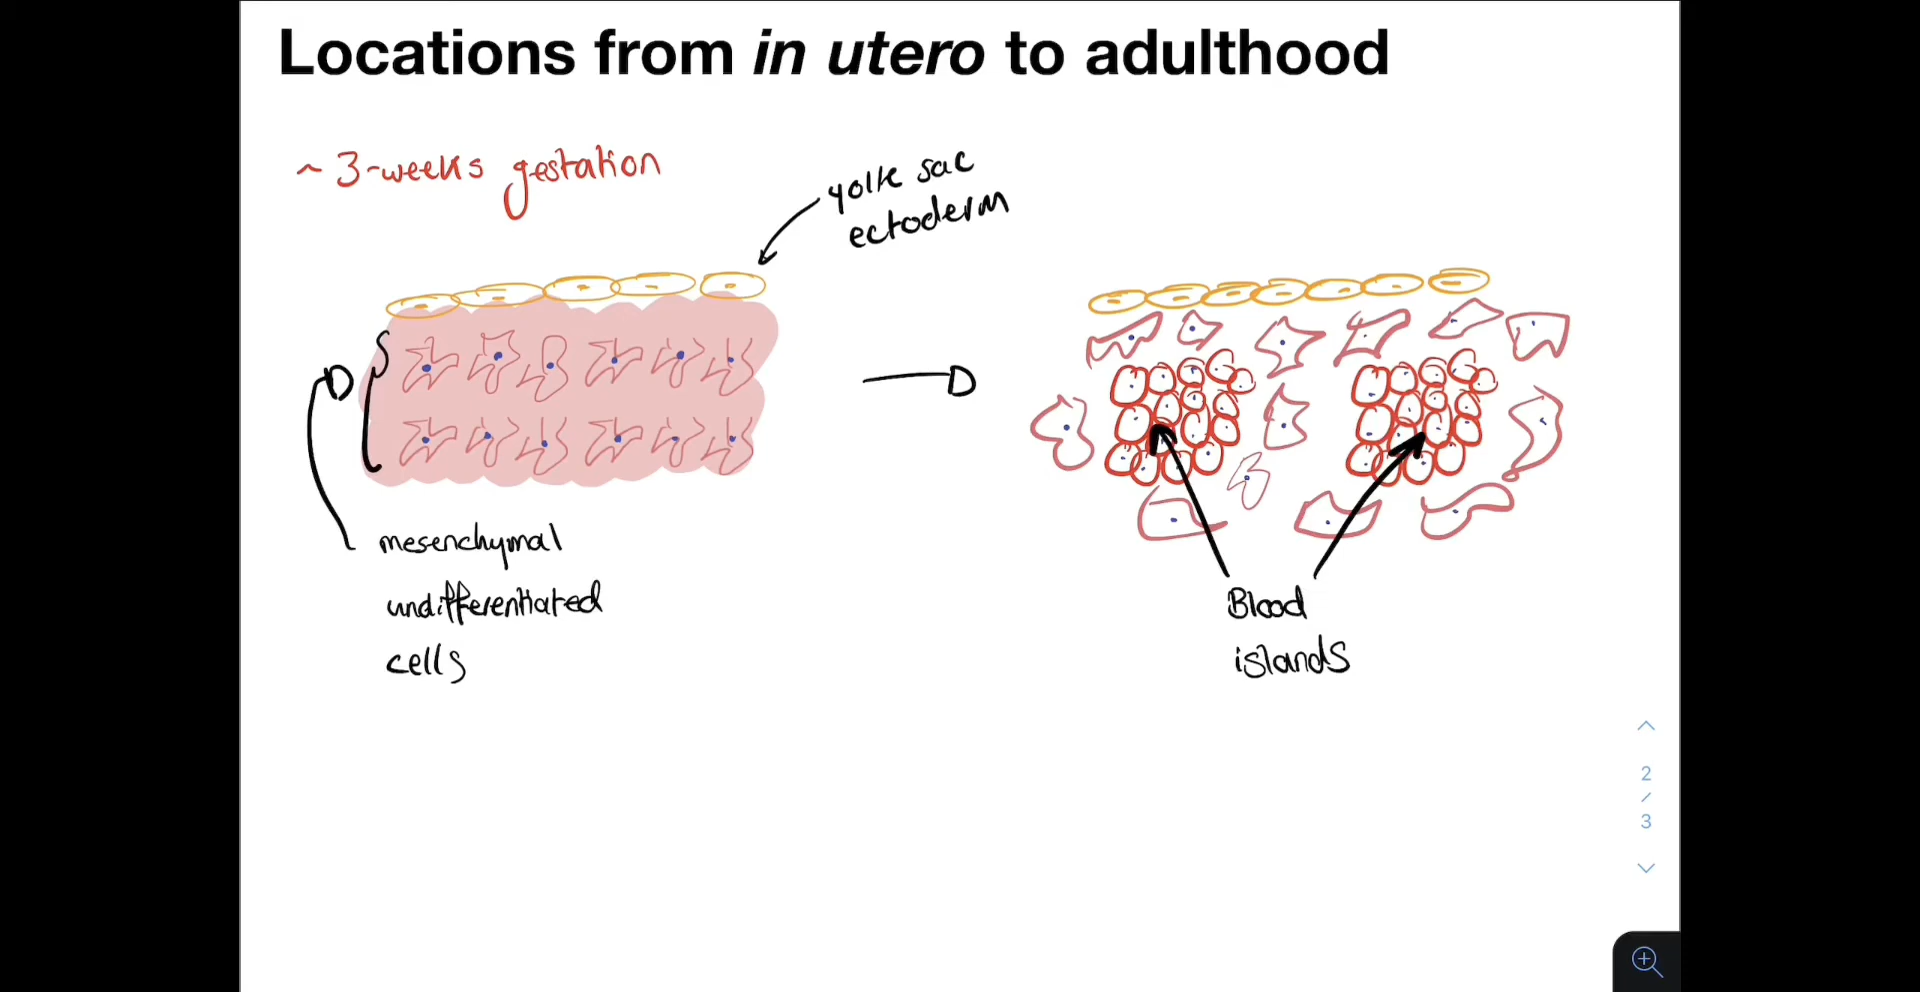 Locations from in utero to adulthood
~ 3-weeks gestation
yolk sac
ectoderm
mesenchymal
undifferentiated
cells
Blood
islands
2
/
3